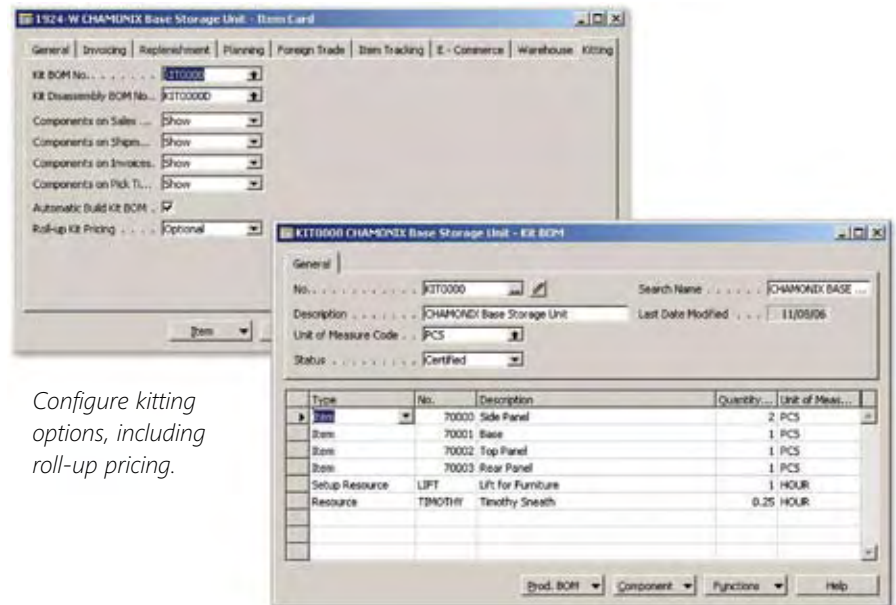 1924-W CHAMONIX Base Storage Unit - Item Card
General Invoicing Replenishment Planning Foreign Trade Item Tracking E - Commerce Warehouse Kitting
Kit BOM No. . . . . . . . KIT0000
Kit Disassembly BOM No... KIT0000D
Components on Sales ... Show
Components on Shipm... Show
Components on Invoices. Show
Components on Pick Ti... Show
Automatic Build Kit BOM .
Roll-up Kit Pricing . . . . Optional
Item
KIT0000 CHAMONIX Base Storage Unit - Kit BOM
General
No. . . . . . . . . . . . . KIT0000
Search Name . . . . . . CHAMONIX BASE ...
Description . . . . . . . . CHAMONIX Base Storage Unit
Last Date Modified . . . 11/08/06
Unit of Measure Code . . PCS
Status . . . . . . . . . . Certified
Type No. Description Quantity... Unit of Meas...
Item 70000 Side Panel 2 PCS
Item 70001 Base 1 PCS
Item 70002 Top Panel 1 PCS
Item 70003 Rear Panel 1 PCS
Setup Resource LIFT Lift for Furniture 1 HOUR
Resource TIMOTHY Timothy Sneath 0.25 HOUR
Prod. BOM Component Functions Help
Configure kitting
options, including
roll-up pricing.